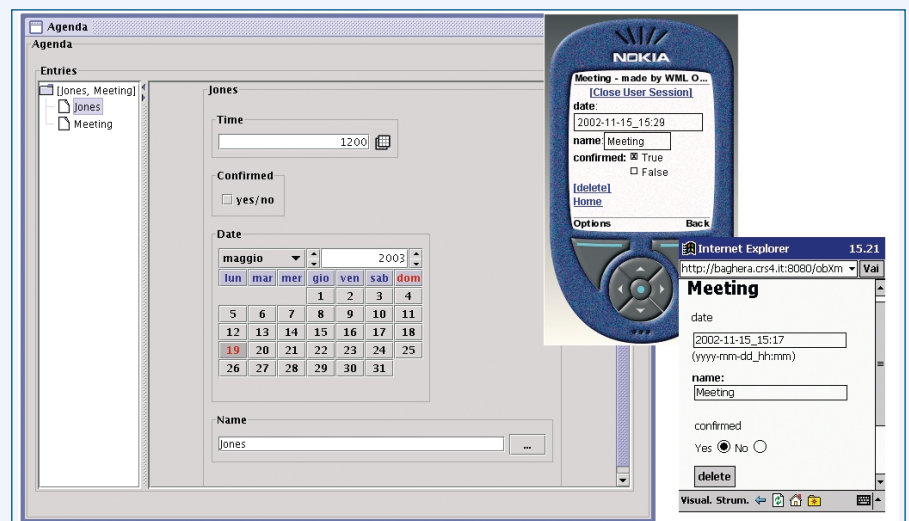 Agenda
Agenda
Entries
[Jones, Meeting]
Jones
Meeting
Jones
Time
1200
Confirmed
yes/no
Date
maggio 2003
lun mar mer gio ven sab dom
1 2 3 4
5 6 7 8 9 10 11
12 13 14 15 16 17 18
19 20 21 22 23 24 25
26 27 28 29 30 31
Name
Jones ...
NOKIA
Meeting - made by WML O...
[Close User Session]
date:
2002-11-15_15:29
name: Meeting
confirmed: True
False
[delete]
Home
Options Back
Internet Explorer 15.21
http://baghera.crs4.it:8080/obXm Vai
Meeting
date
2002-11-15_15:17
(yyyy-mm-dd_hh:mm)
name:
Meeting
confirmed
Yes No
delete
Visual. Strum.